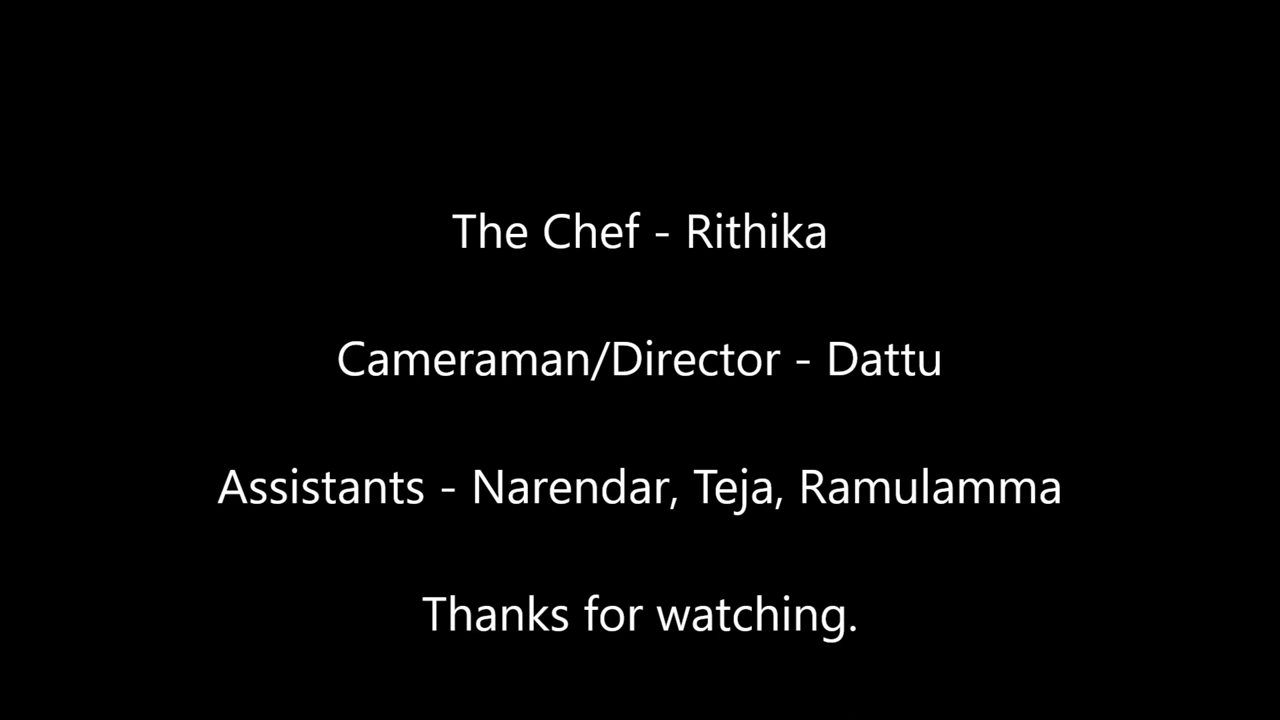 The Chef - Rithika
Cameraman/Director - Dattu
Assistants - Narendar, Teja, Ramulamma
Thanks for watching.